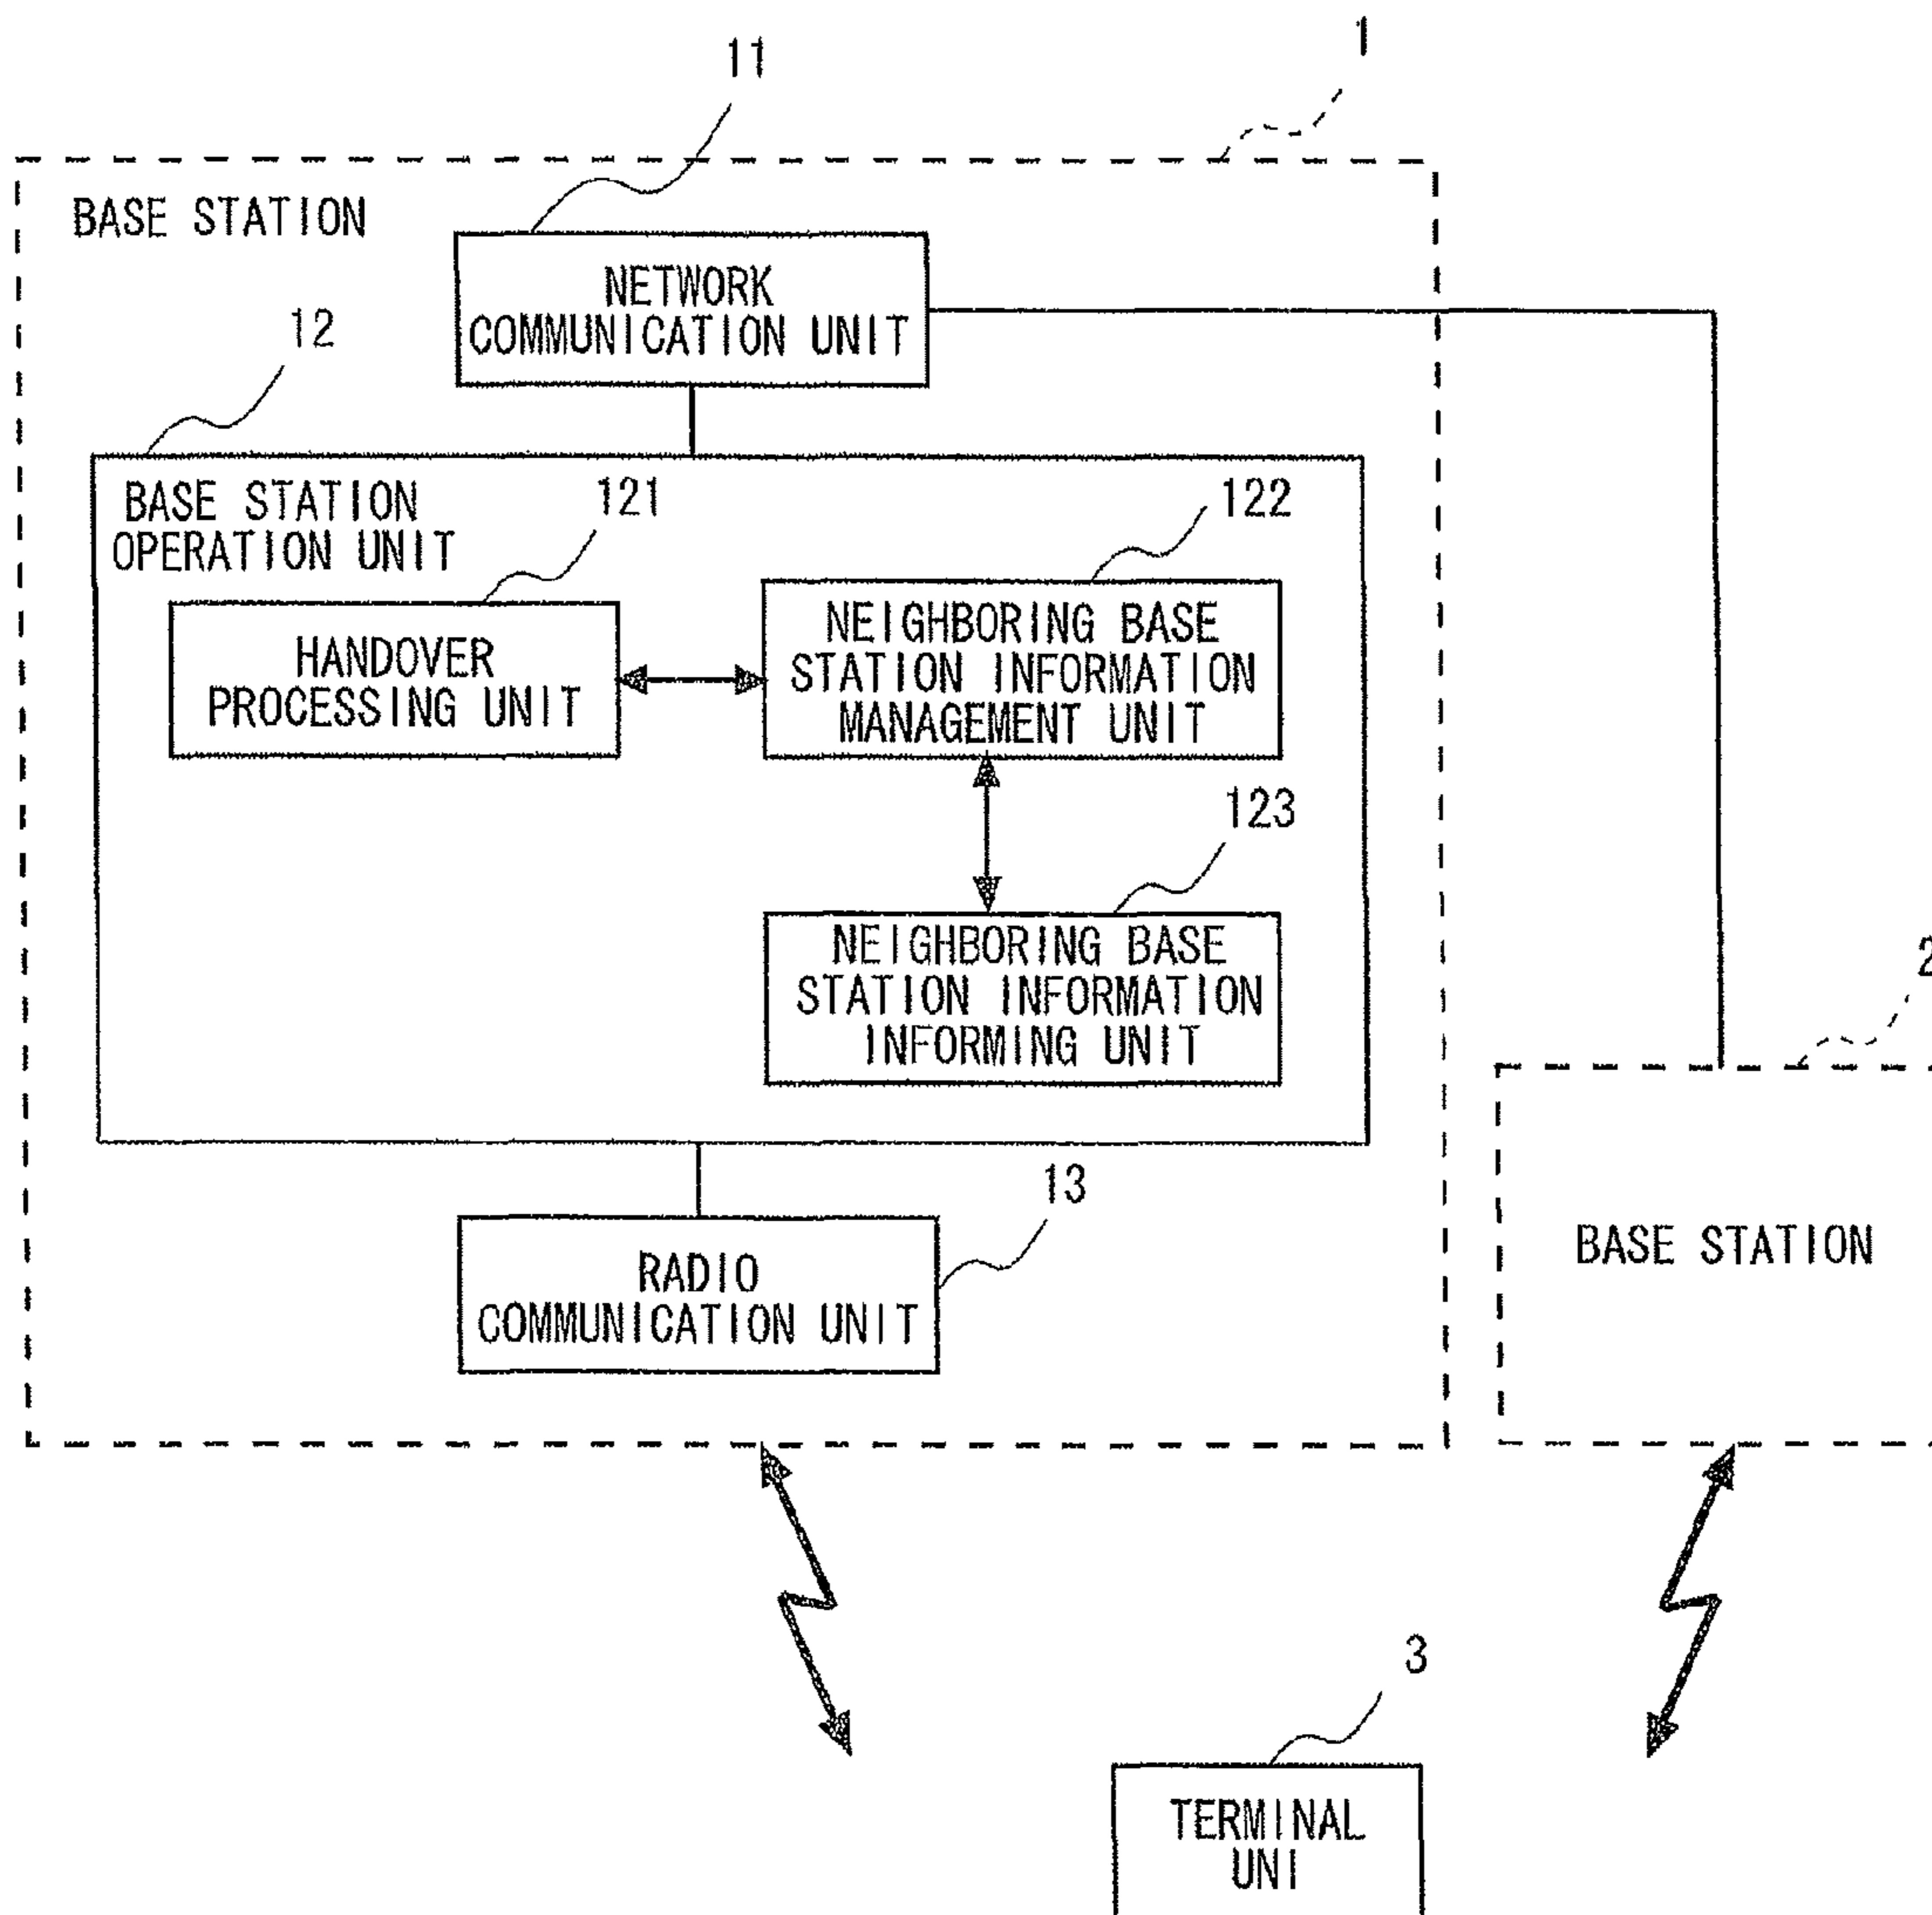 1
11
BASE STATION
NETWORK
COMMUNICATION UNIT
12
BASE STATION
OPERATION UNIT
121
122
HANDOVER
PROCESSING UNIT
NEIGHBORING BASE
STATION INFORMATION
MANAGEMENT UNIT
123
NEIGHBORING BASE
STATION INFORMATION
INFORMING UNIT
2
13
RADIO
COMMUNICATION UNIT
BASE STATION
3
TERMINAL
UNI